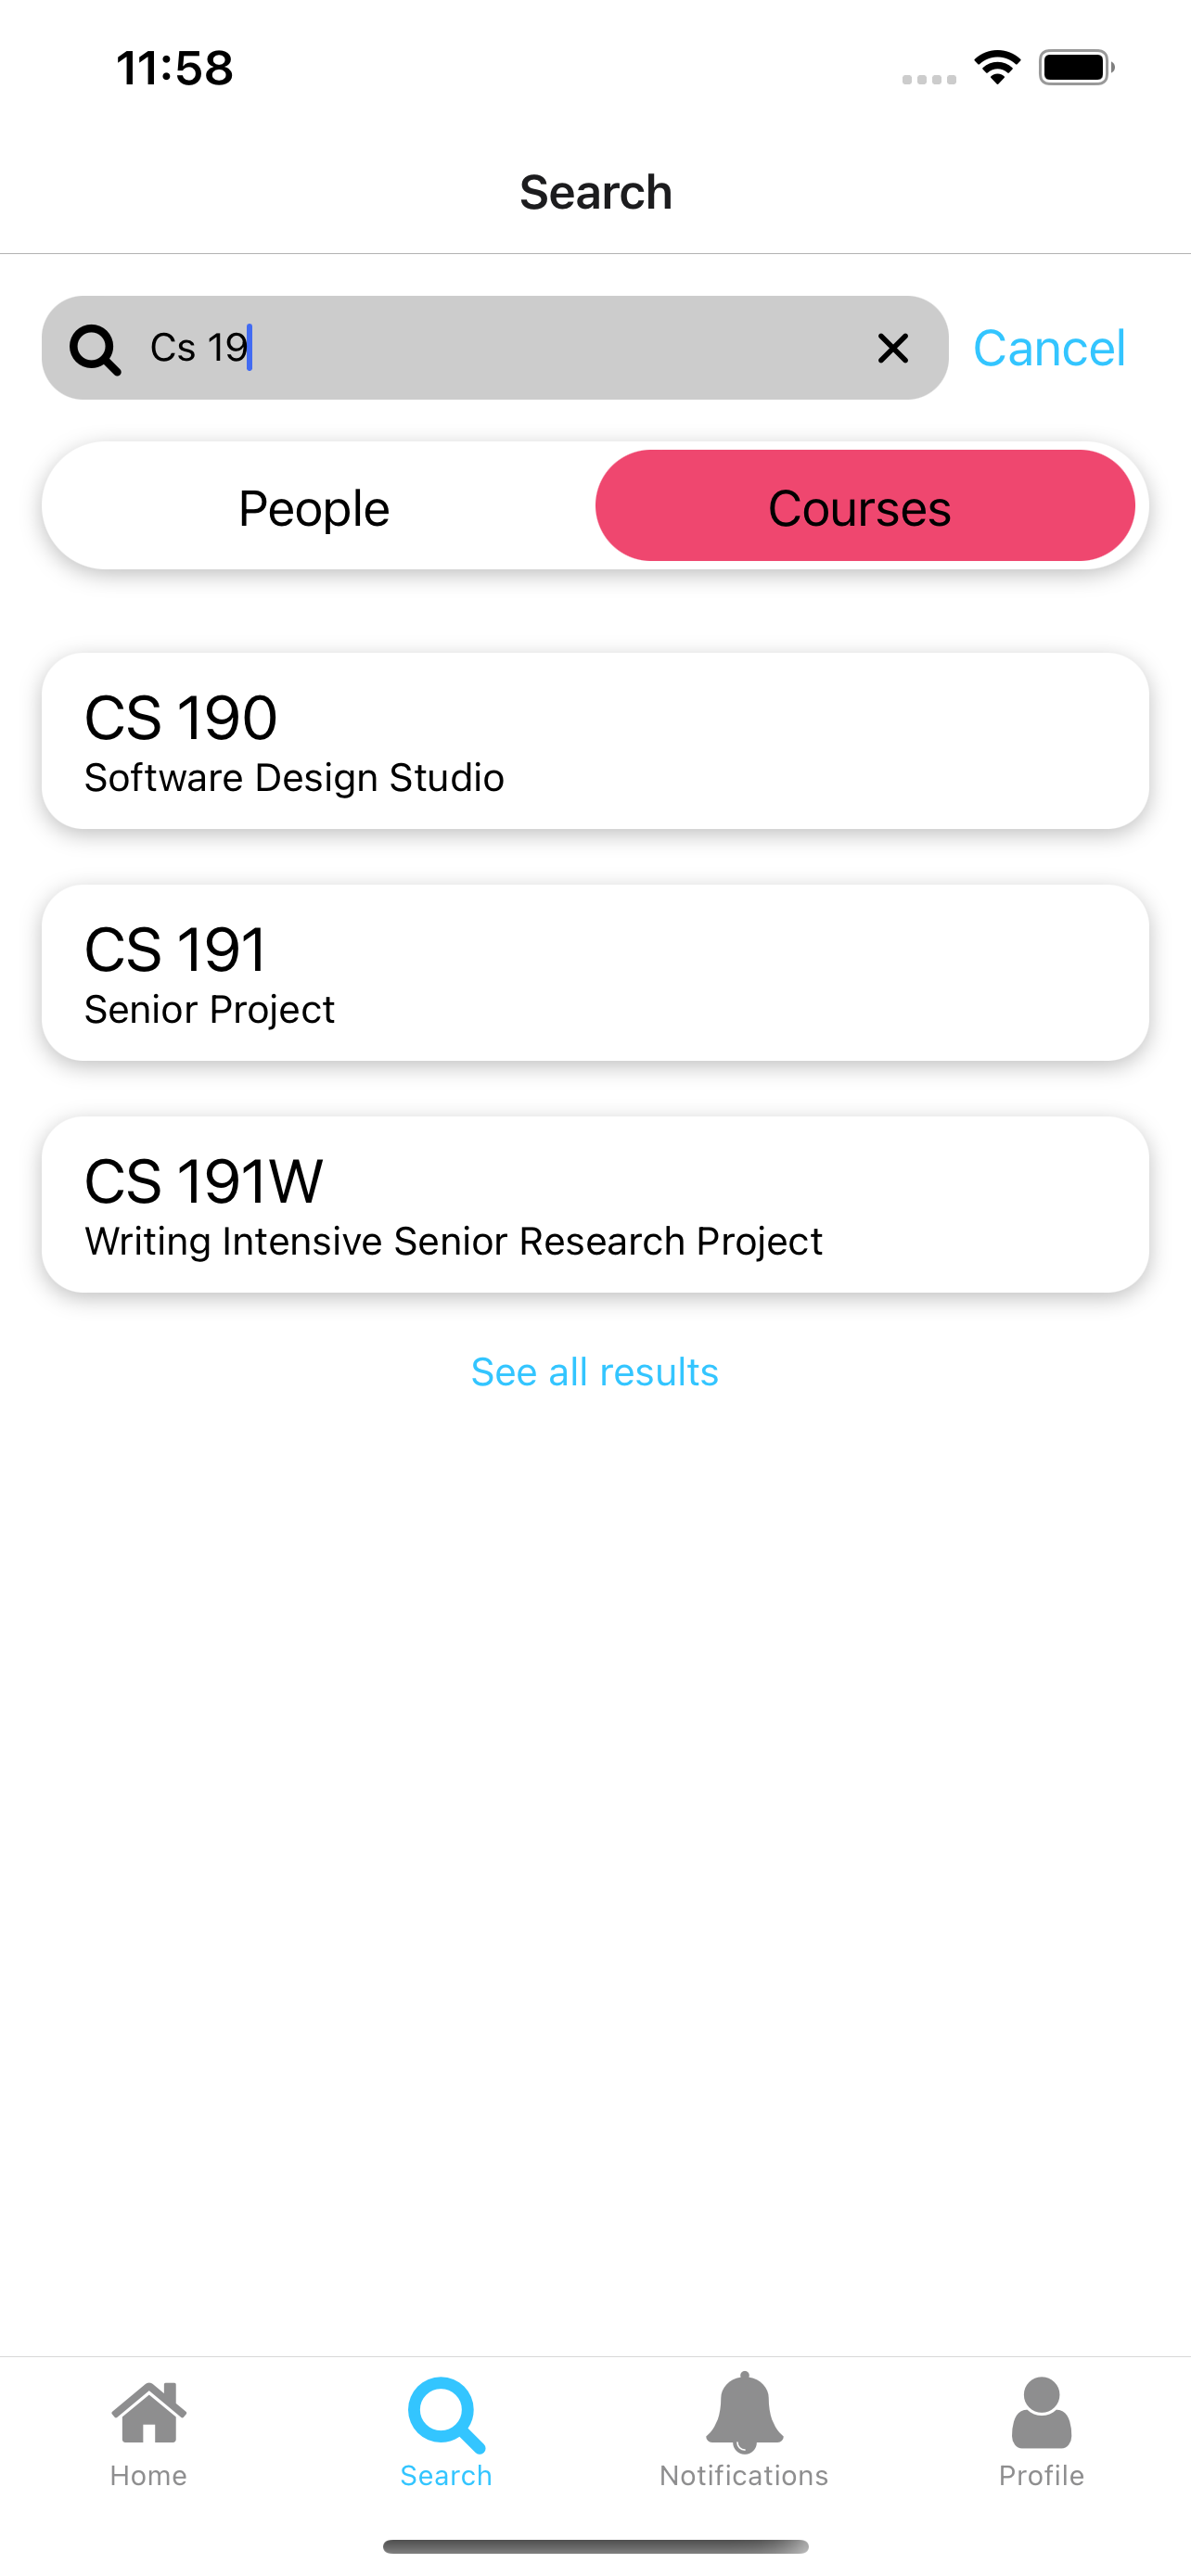 11:58
Search
Cs 19
Cancel
People
Courses
CS 190
Software Design Studio
CS 191
Senior Project
CS 191W
Writing Intensive Senior Research Project
See all results
Home
Search
Notifications
Profile